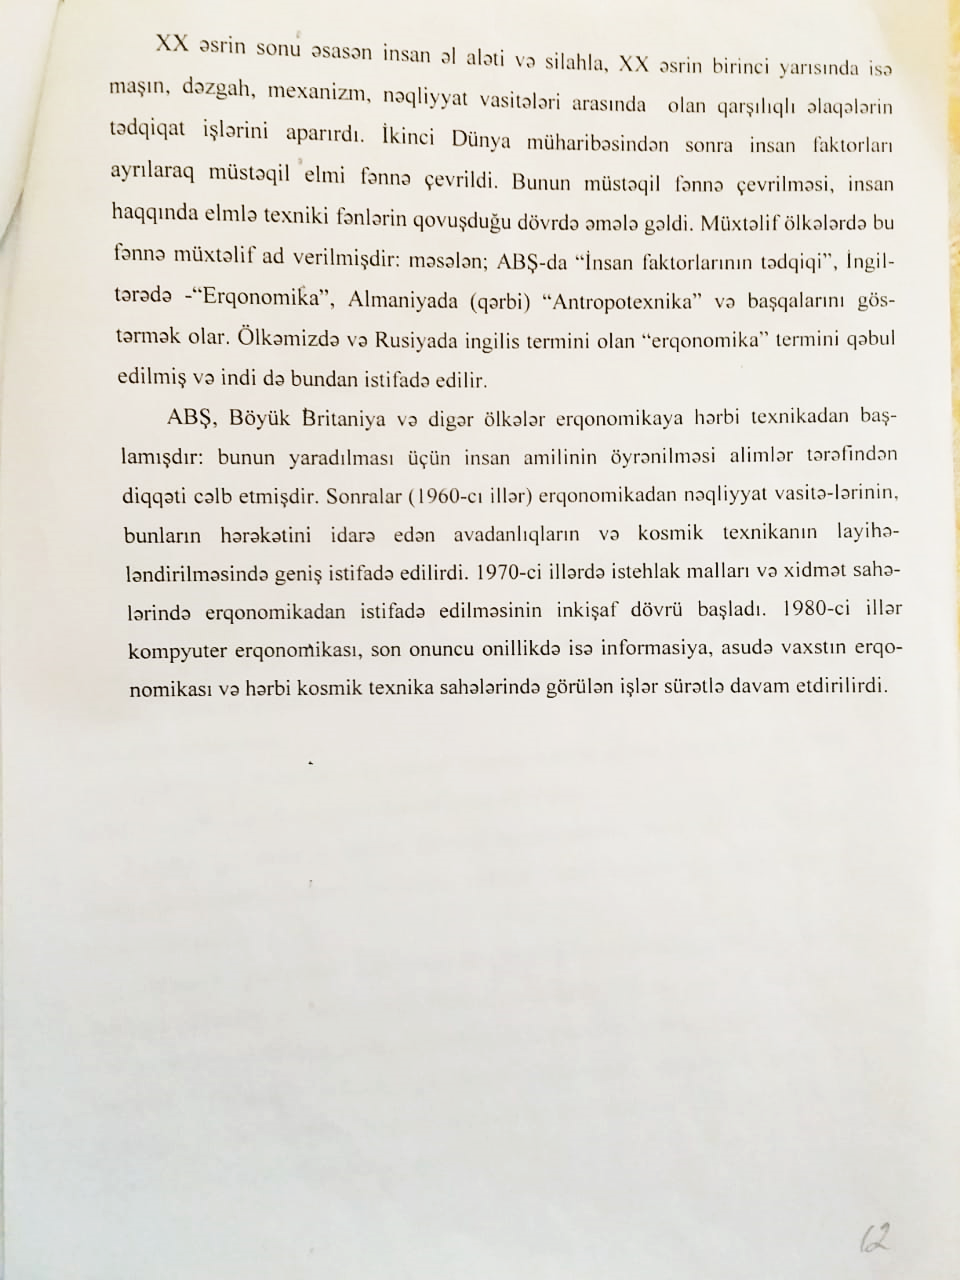 XX əsrin sonu əsasən insan əl aləti və silahla, XX əsrin birinci yarısında isə
maşın, dəzgah, mexanizm, nəqliyyat vasitələri arasında olan qarşılıqlı əlaqələrin
tədqiqat işlərini aparırdı. İkinci Dünya müharibəsindən sonra insan faktorları
ayrılaraq müstəqil elmi fənnə çevrildi. Bunun müstəqil fənnə çevrilməsi, insan
haqqında elmlə texniki fənlərin qovuşduğu dövrdə əmələ gəldi. Müxtəlif ölkələrdə bu
fənnə müxtəlif ad verilmişdir: məsələn; ABŞ-da “İnsan faktorlarının tədqiqi”, İngil-
tərədə -“Erqonomika”, Almaniyada (qərbi) “Antropotexnika” və başqalarını gös-
tərmək olar. Ölkəmizdə və Rusiyada ingilis termini olan “erqonomika” termini qəbul
edilmiş və indi də bundan istifadə edilir.
ABŞ, Böyük Britaniya və digər ölkələr erqonomikaya hərbi texnikadan baş-
lamışdır: bunun yaradılması üçün insan amilinin öyrənilməsi alimlər tərəfindən
diqqəti cəlb etmişdir. Sonralar (1960-cı illər) erqonomikadan nəqliyyat vasitə-lərinin,
bunların hərəkətini idarə edən avadanlıqların və kosmik texnikanın layihə-
ləndirilməsində geniş istifadə edilirdi. 1970-ci illərdə istehlak malları və xidmət sahə-
lərində erqonomikadan istifadə edilməsinin inkişaf dövrü başladı. 1980-ci illər
kompyuter erqonomikası, son onuncu onillikdə isə informasiya, asudə vaxstın erqo-
nomikası və hərbi kosmik texnika sahələrində görülən işlər sürətlə davam etdirilirdi.
12